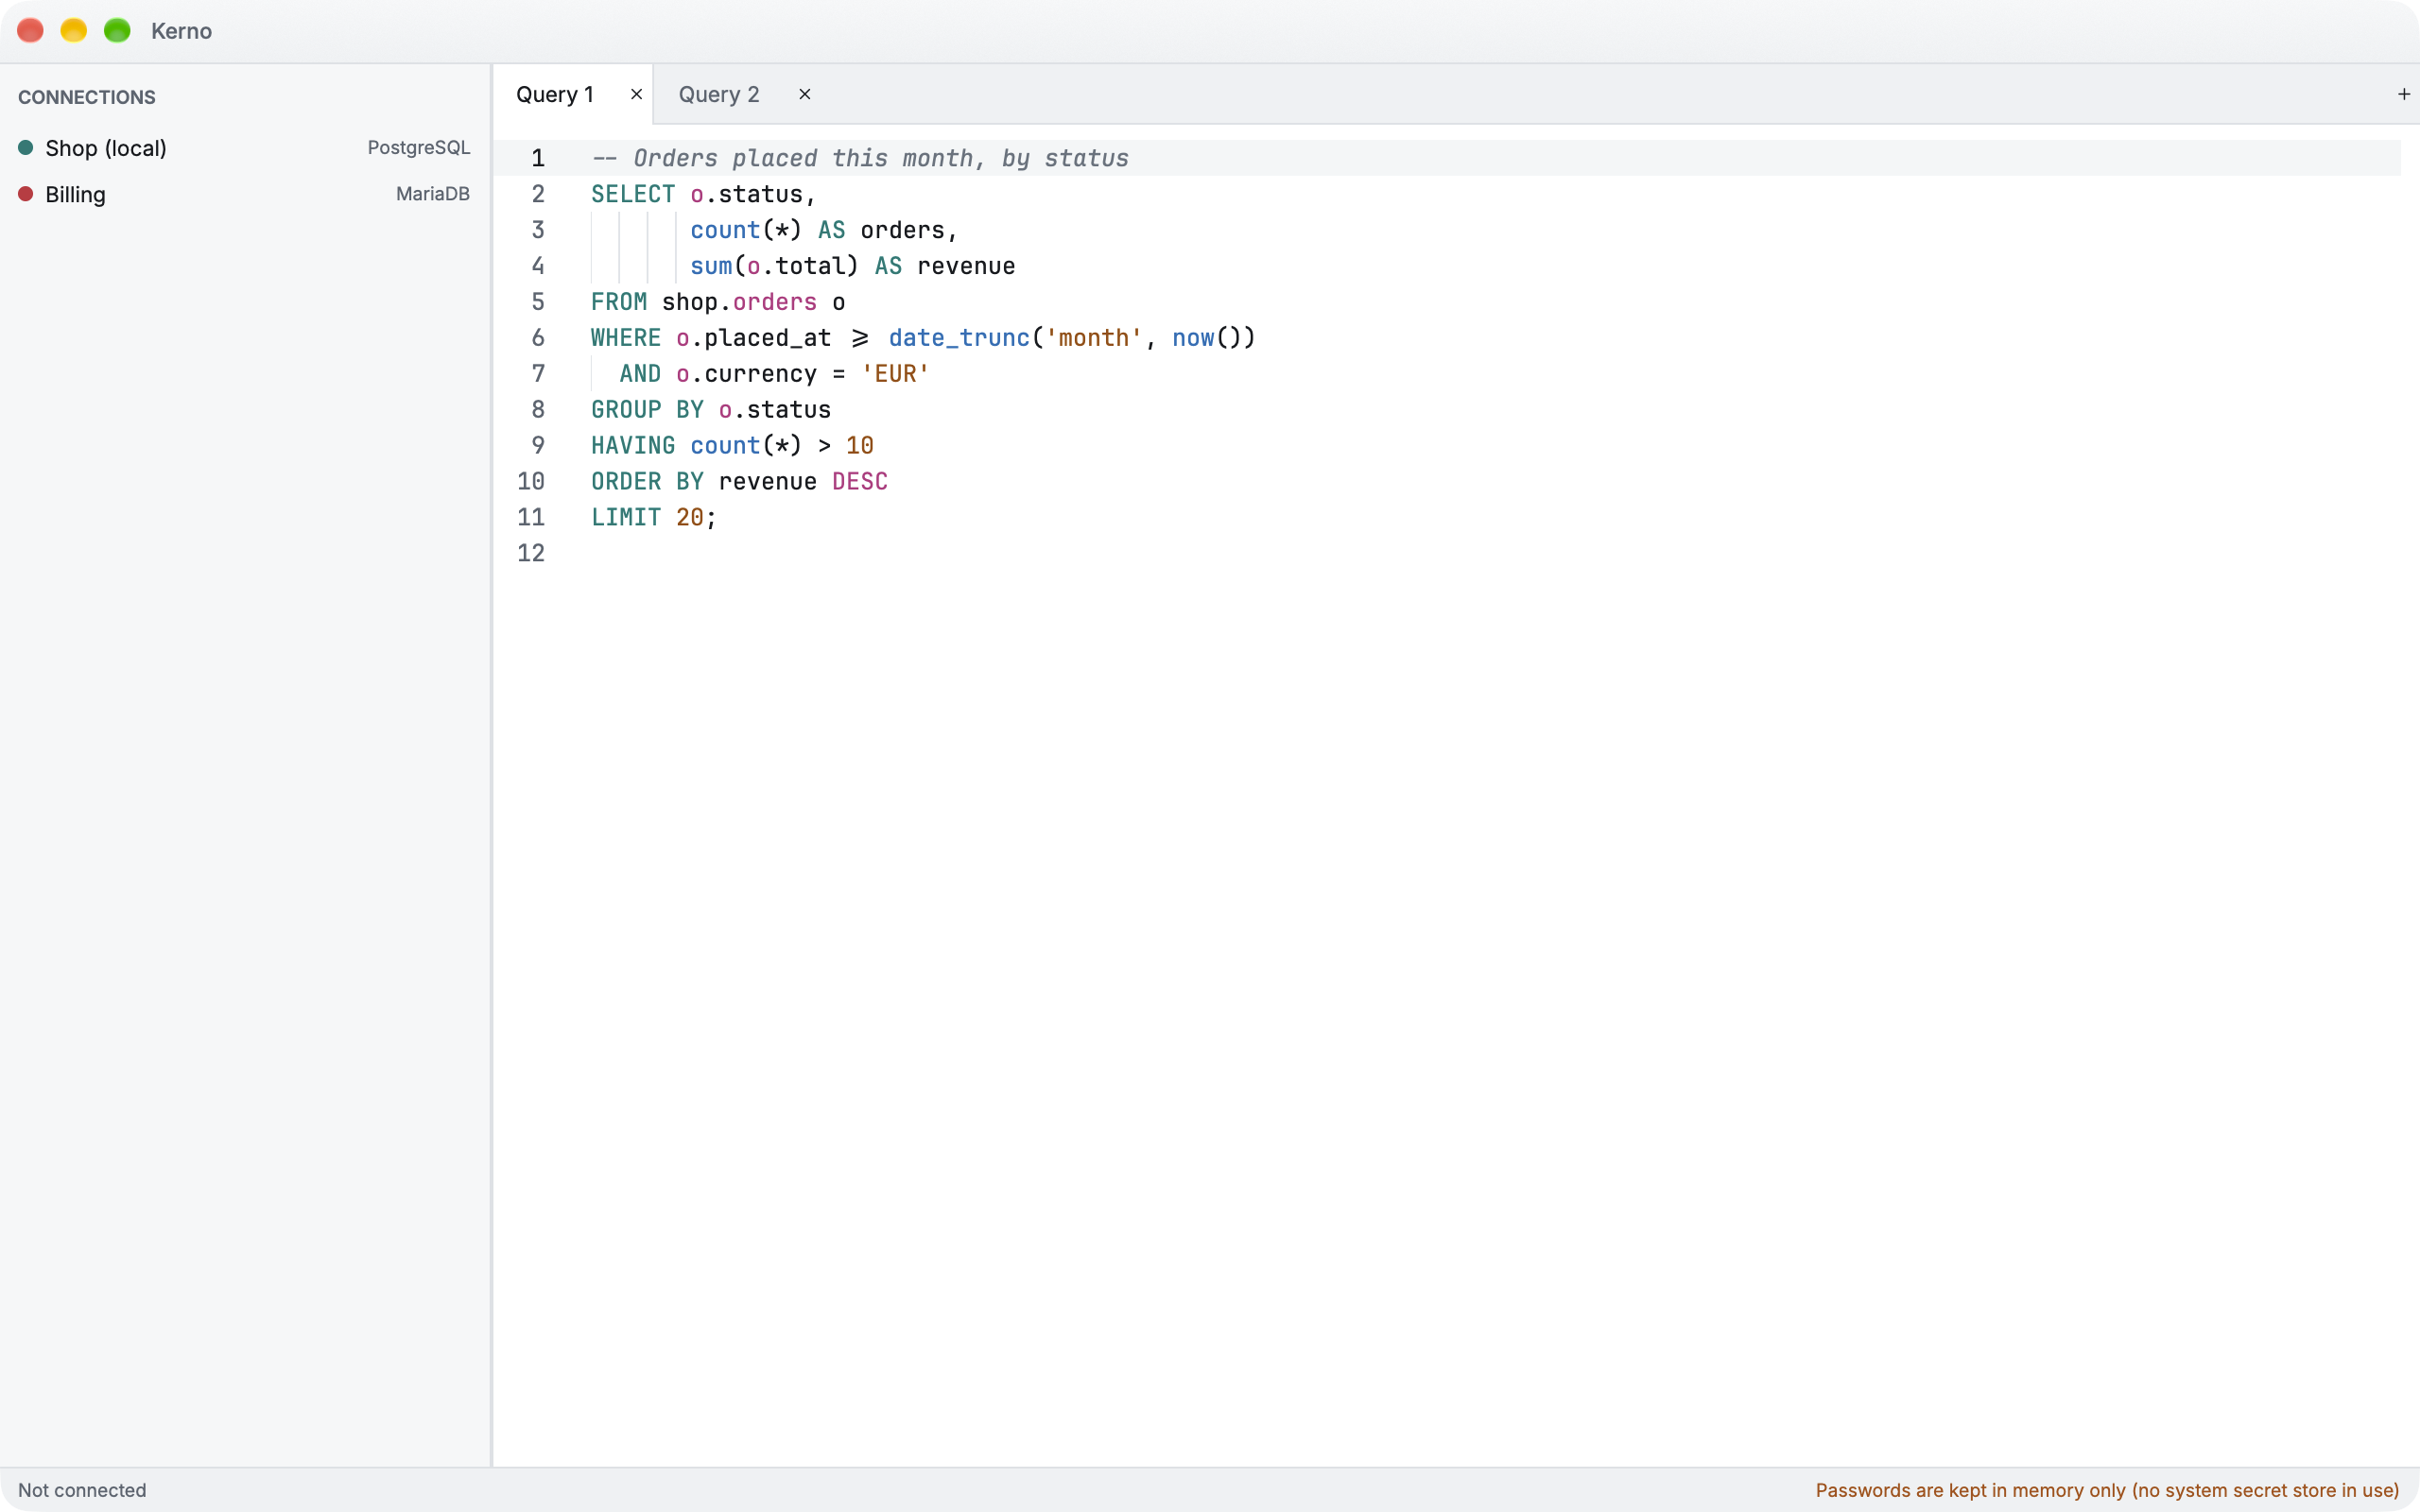 Kerno
CONNECTIONS
Shop (local) PostgreSQL
Billing MariaDB
Query 1 × Query 2 × +
1 -- Orders placed this month, by status
2 SELECT o.status,
3        count(*) AS orders,
4        sum(o.total) AS revenue
5 FROM shop.orders o
6 WHERE o.placed_at >= date_trunc('month', now())
7   AND o.currency = 'EUR'
8 GROUP BY o.status
9 HAVING count(*) > 10
10 ORDER BY revenue DESC
11 LIMIT 20;
12
Not connected
Passwords are kept in memory only (no system secret store in use)